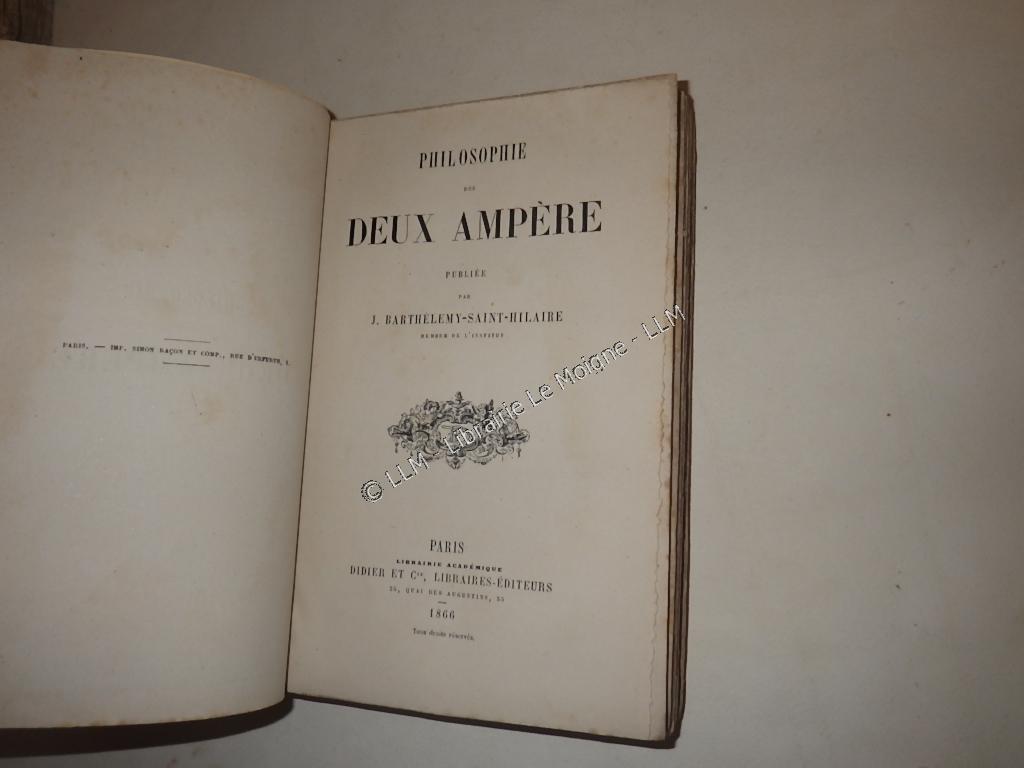 PARIS. — IMP. SIMON RAÇON ET COMP., RUE D'ERFURTH, 1.
PHILOSOPHIE
DES
DEUX AMPÈRE
PUBLIÉE
PAR
J. BARTHÉLEMY-SAINT-HILAIRE
MEMBRE DE L'INSTITUT
© LLM - Librairie Le Moigne - LLM
PARIS
LIBRAIRIE ACADÉMIQUE
DIDIER ET Cie, LIBRAIRES-ÉDITEURS
35, QUAI DES AUGUSTINS, 35
1866
Tous droits réservés.